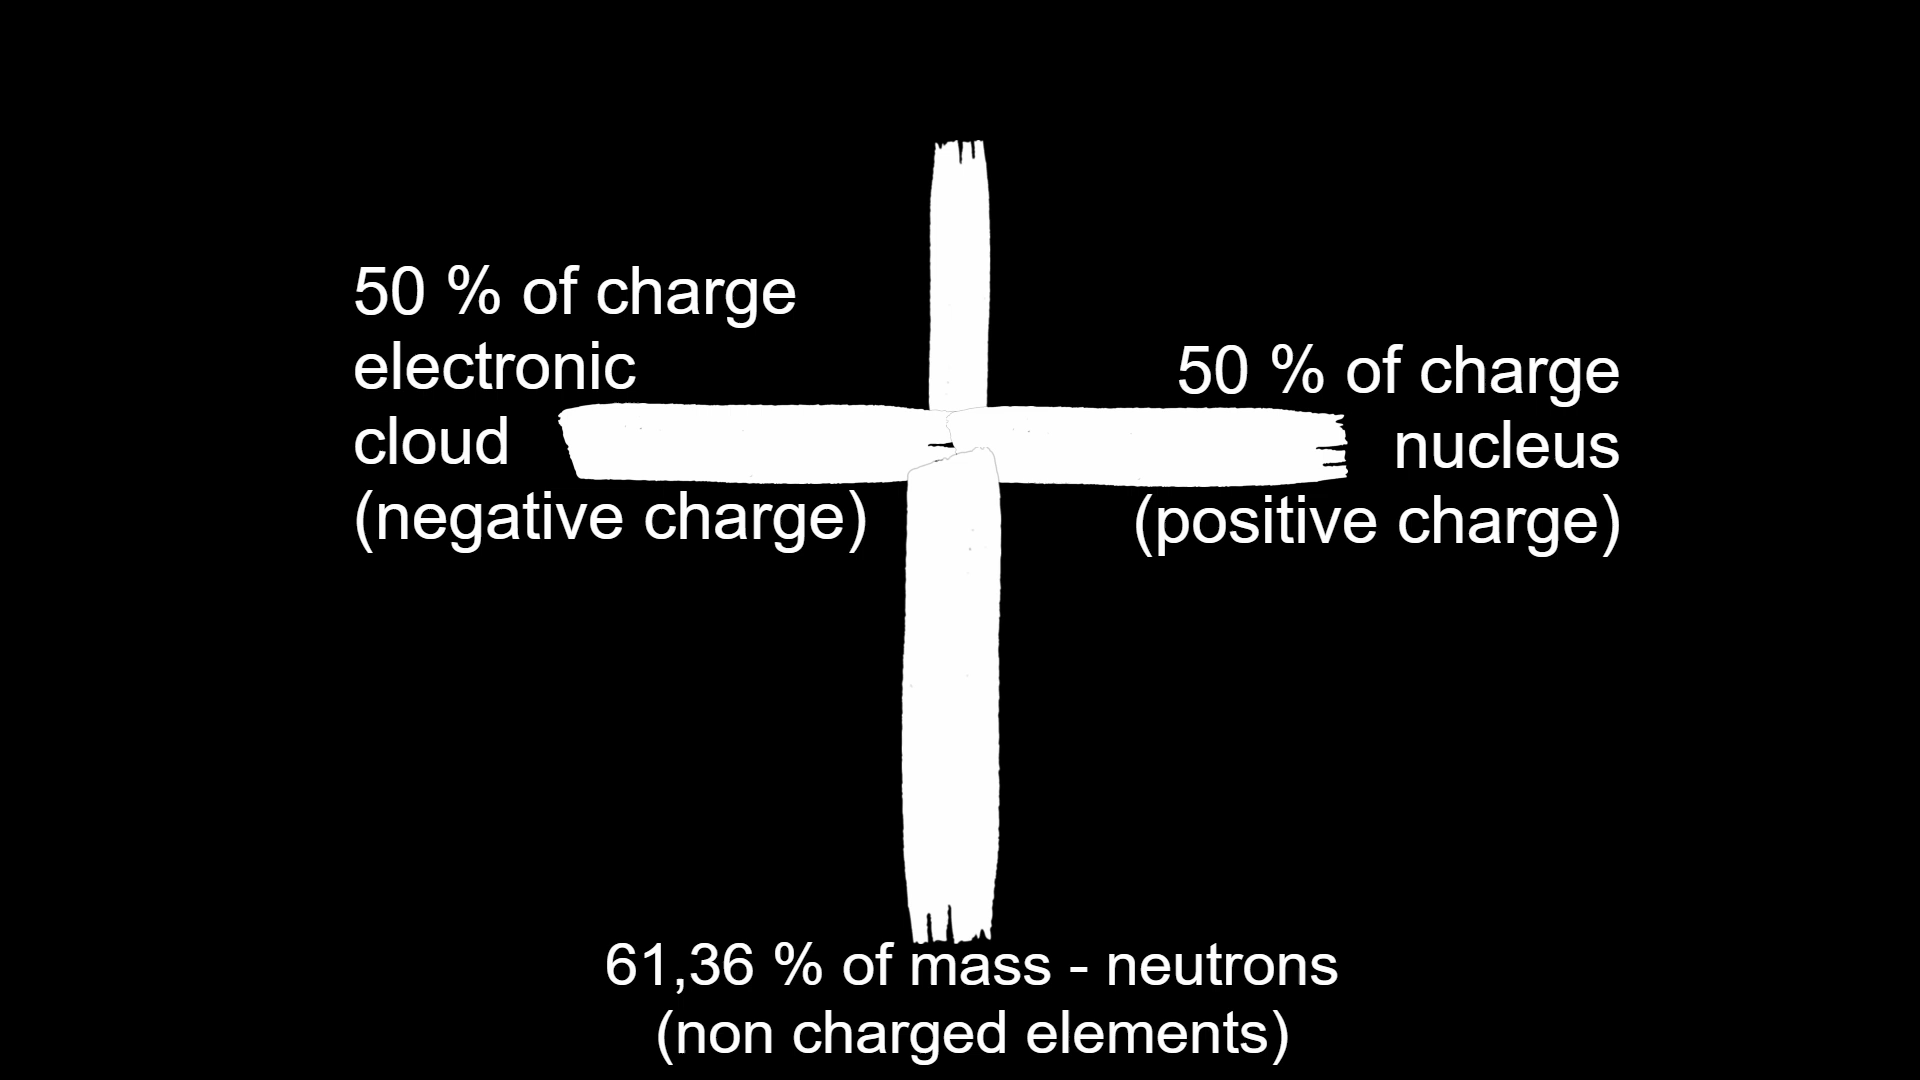 50 % of charge
electronic
cloud
(negative charge)
50 % of charge
nucleus
(positive charge)
61,36 % of mass - neutrons
(non charged elements)